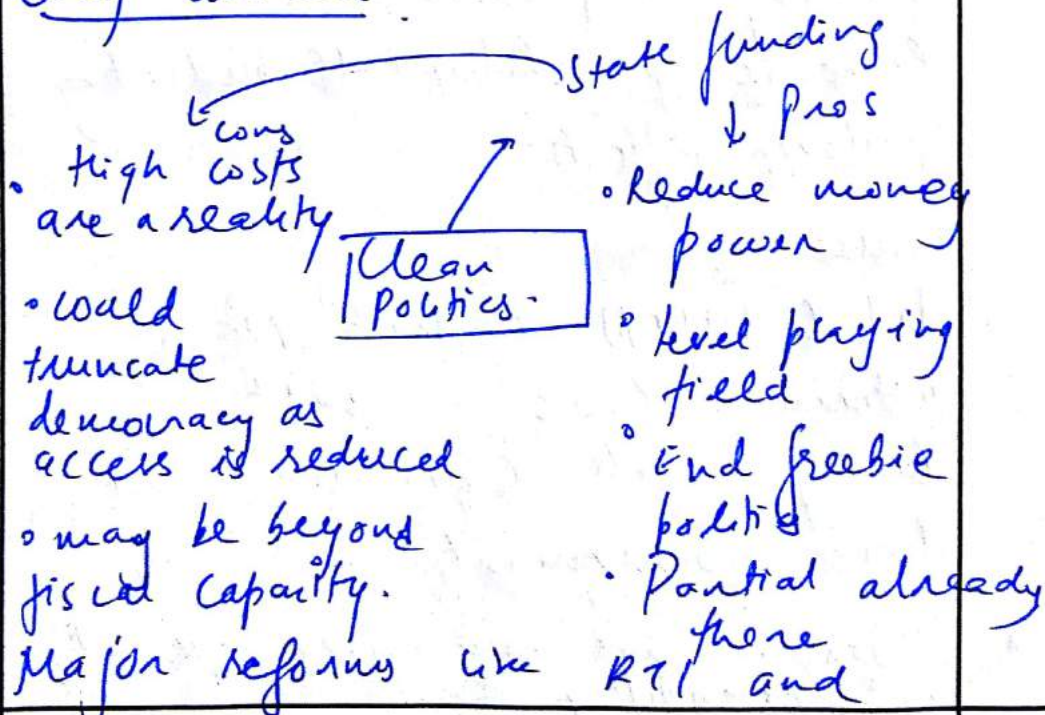 State funding
cons
↓ Pros
• High costs
are a reality
• could
truncate
democracy as
access is reduced
• may be beyond
fiscal capacity.
Clean
Politics.
• Reduce money
power
• level playing
field
• End freebie
politics
• Partial already
there
Major reforms like RTI and